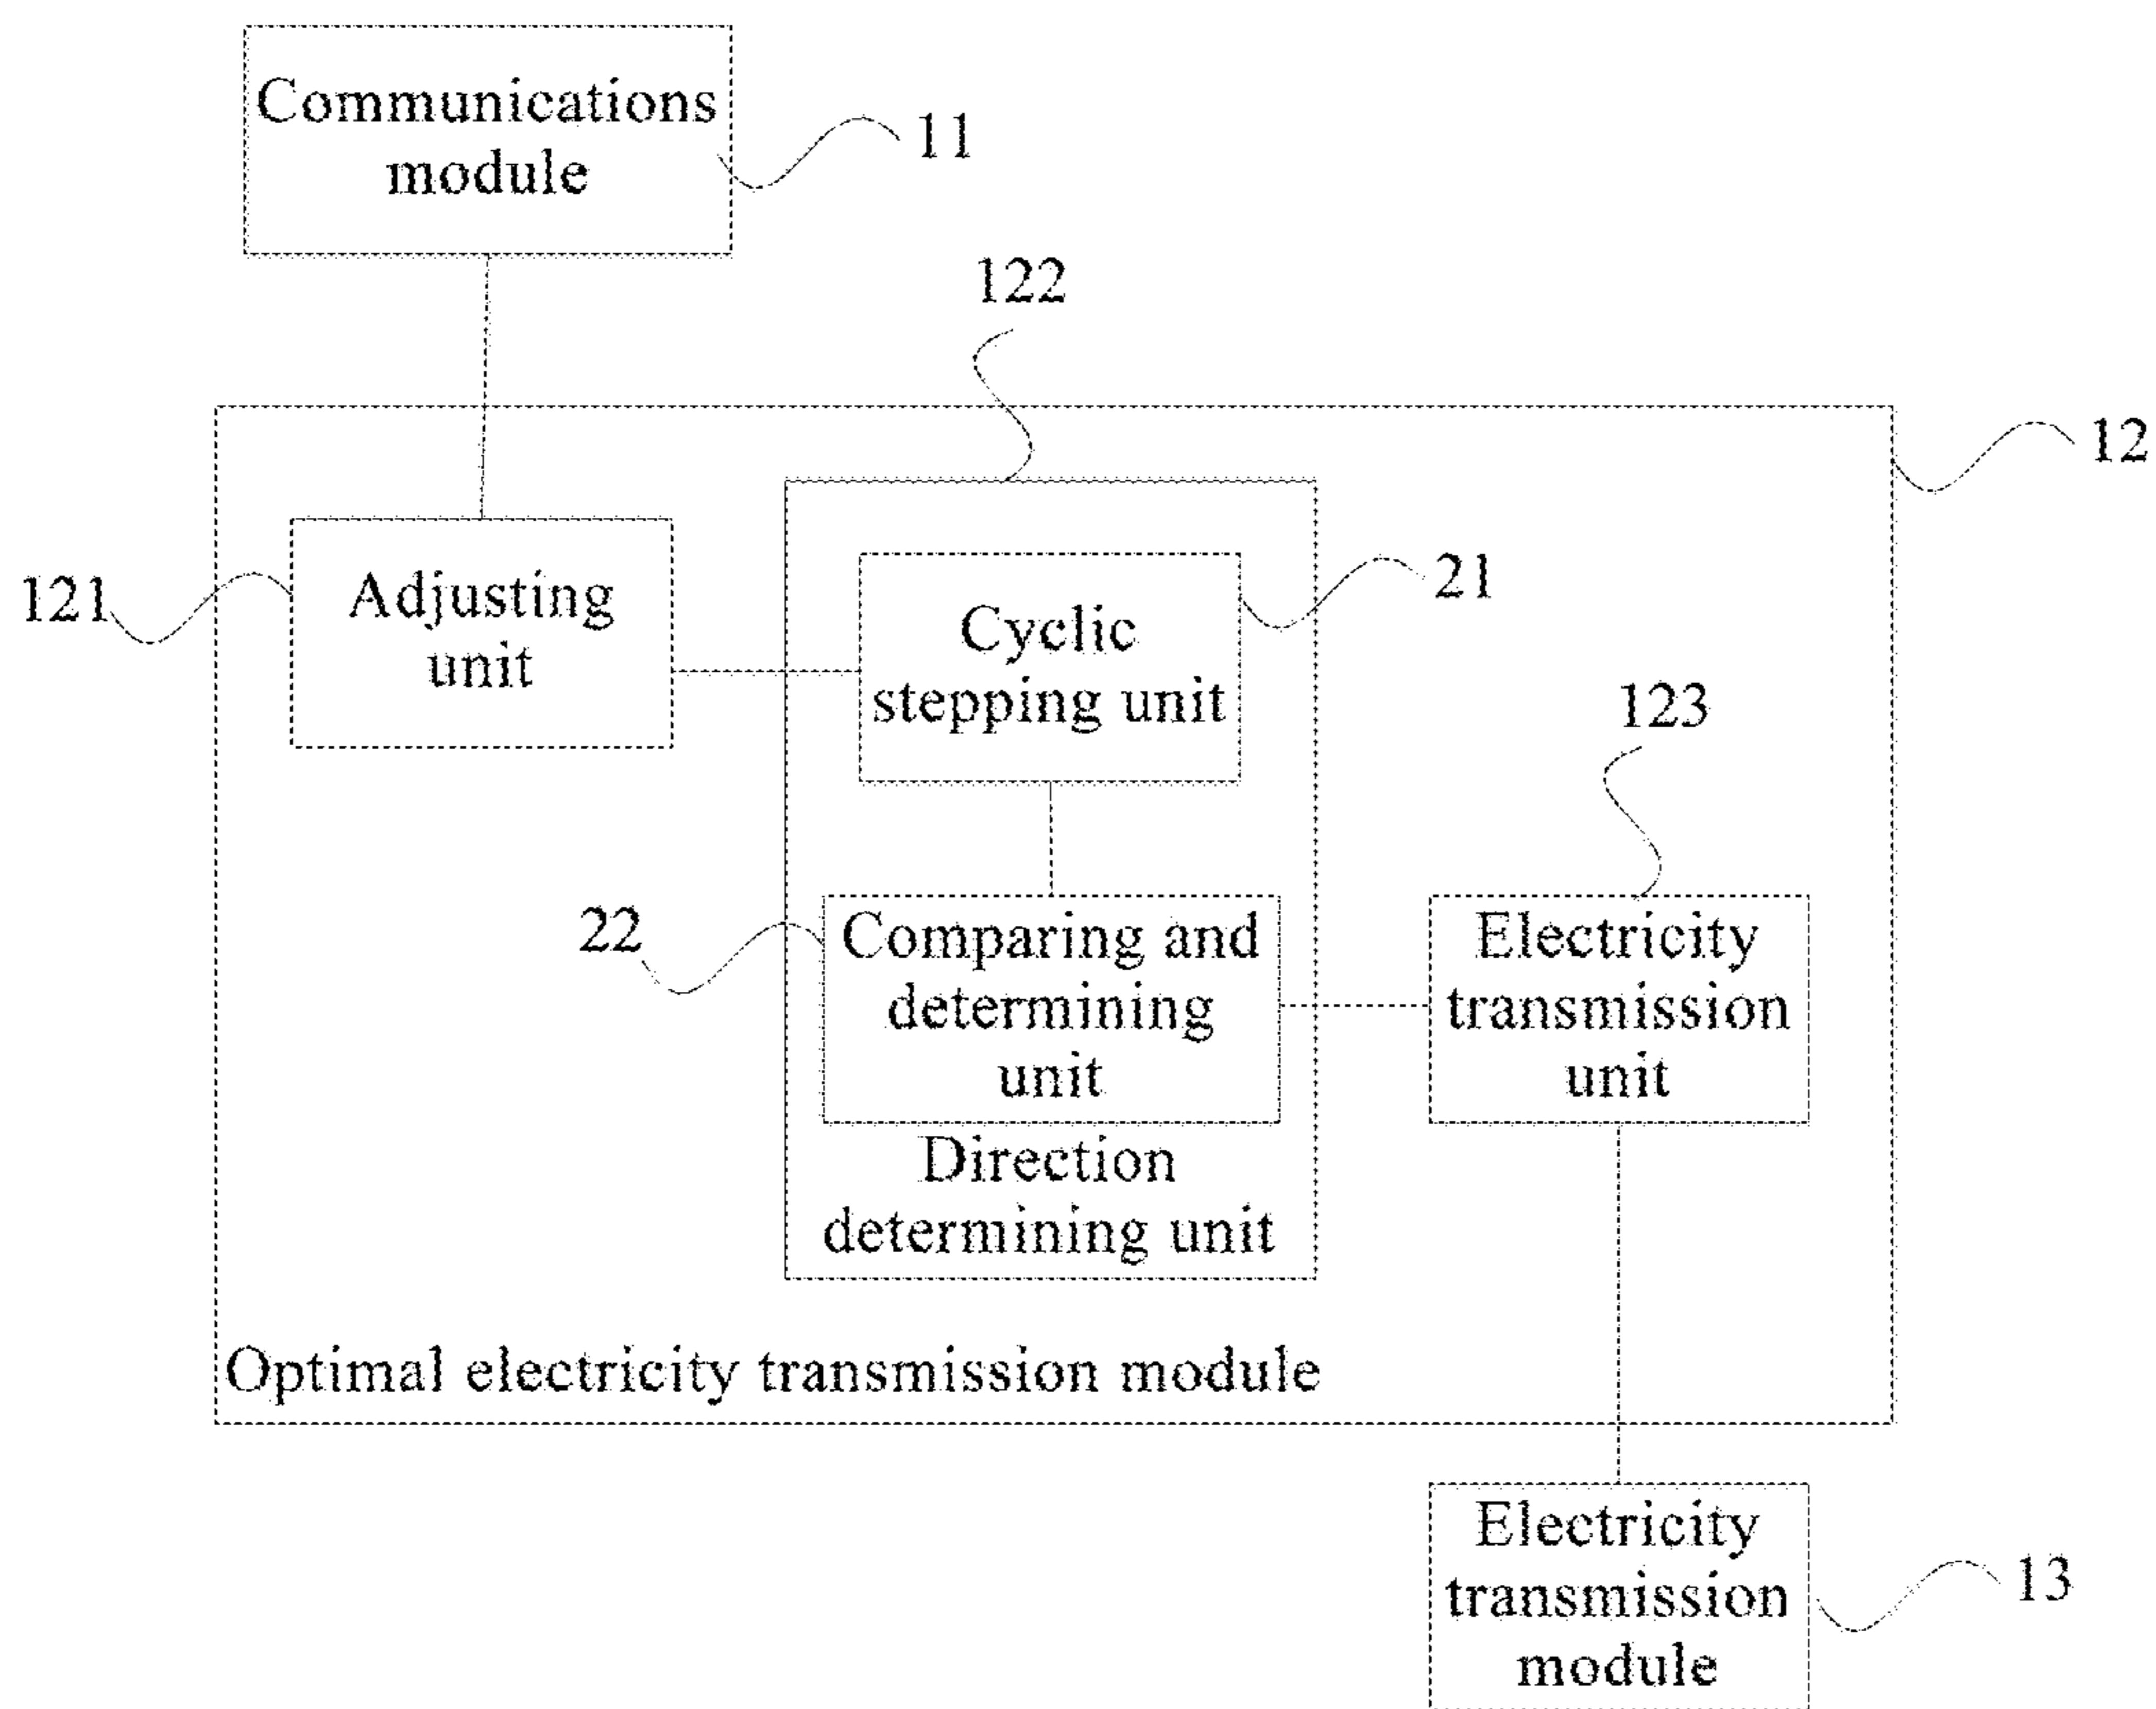 Communications
module
11
122
12
121
Adjusting
unit
Cyclic
stepping unit
21
123
22
Comparing and
determining
unit
Electricity
transmission
unit
Direction
determining unit
Optimal electricity transmission module
Electricity
transmission
module
13